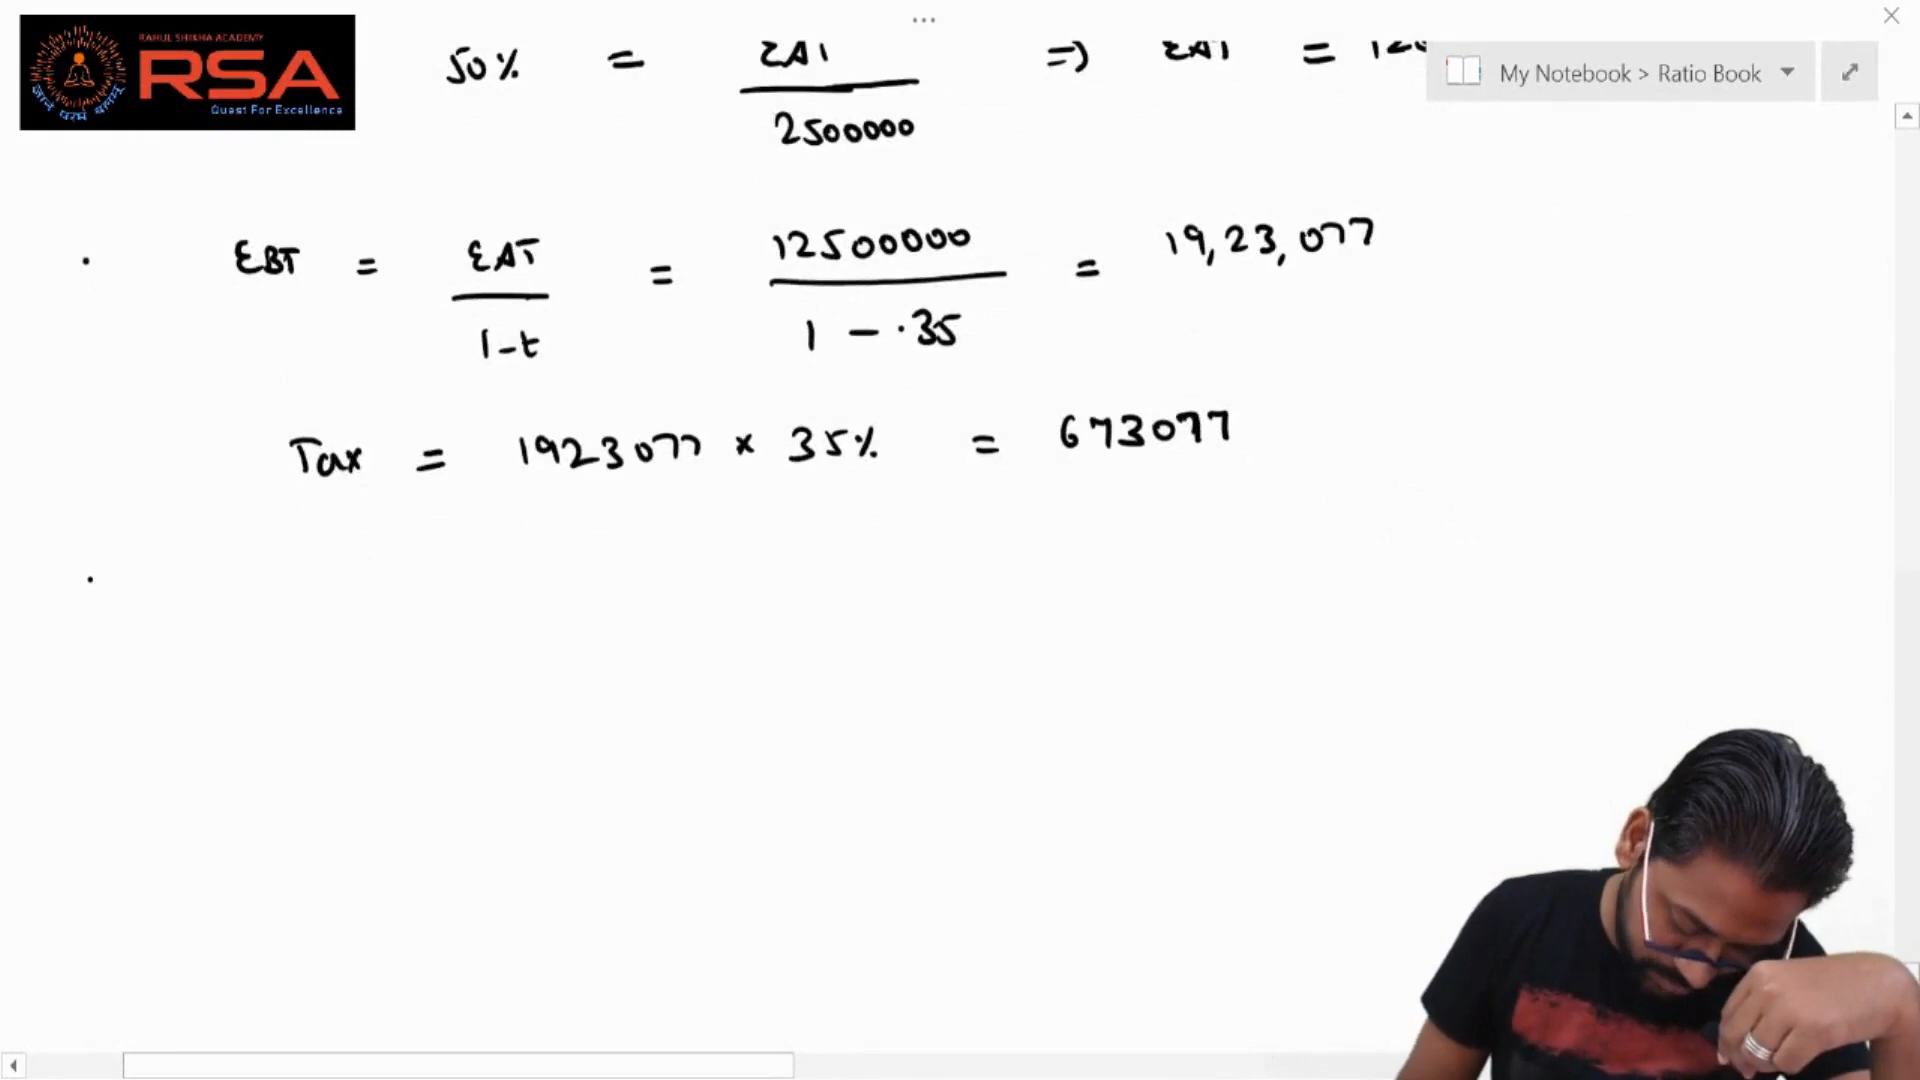 RAHUL SHIKHA ACADEMY
RSA
Quest For Excellence
My Notebook > Ratio Book
50% = EAT / 2500000 => EAT =
EBT = EAT / 1-t = 12500000 / 1 - .35 = 19,23,077
Tax = 1923077 × 35% = 673077